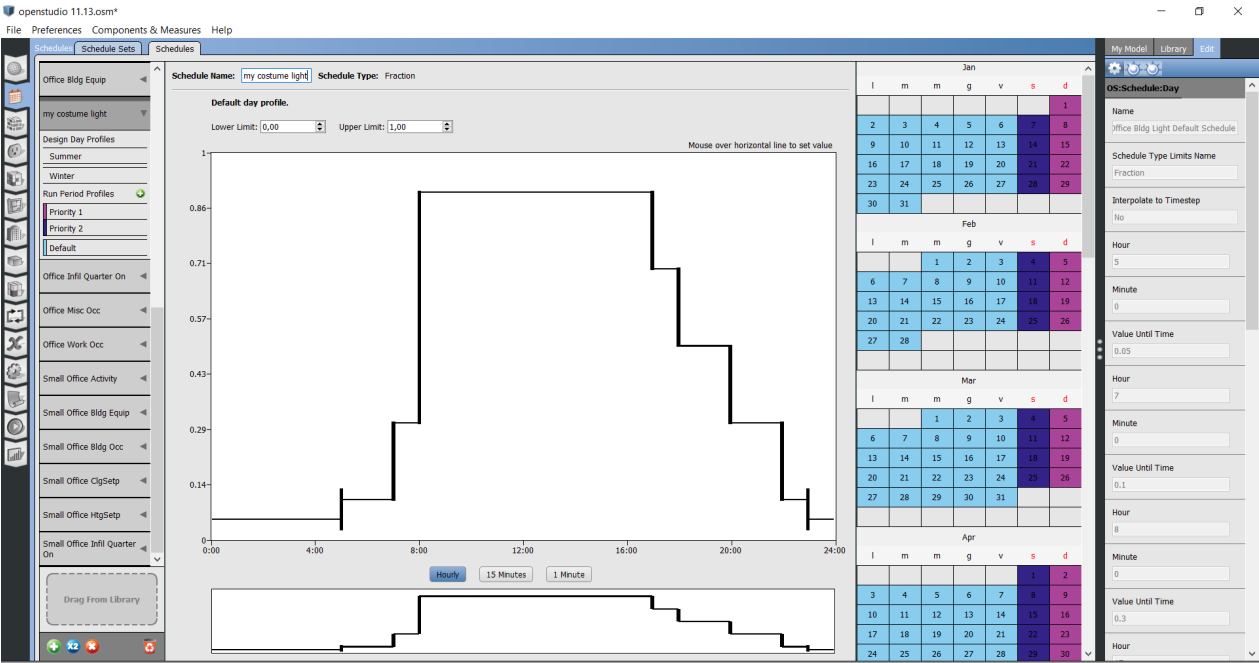 openstudio 11.13.osm*
File Preferences Components & Measures Help
Schedules Schedule Sets Schedules
Office Bldg Equip
my costume light
Design Day Profiles
Summer
Winter
Run Period Profiles
Priority 1
Priority 2
Default
Office Infil Quarter On
Office Misc Occ
Office Work Occ
Small Office Activity
Small Office Bldg Equip
Small Office Bldg Occ
Small Office ClgSetp
Small Office HtgSetp
Small Office Infil Quarter
On
Drag From Library
X2
Schedule Name: my costume light Schedule Type: Fraction
Default day profile.
Lower Limit: 0,00 Upper Limit: 1,00
Mouse over horizontal line to set value
1
0.86
0.71
0.57
0.43
0.29
0.14
0
0:00 4:00 8:00 12:00 16:00 20:00 24:00
Hourly 15 Minutes 1 Minute
Jan
l m m g v s d
1
2 3 4 5 6 7 8
9 10 11 12 13 14 15
16 17 18 19 20 21 22
23 24 25 26 27 28 29
30 31
Feb
l m m g v s d
1 2 3 4 5
6 7 8 9 10 11 12
13 14 15 16 17 18 19
20 21 22 23 24 25 26
27 28
Mar
l m m g v s d
1 2 3 4 5
6 7 8 9 10 11 12
13 14 15 16 17 18 19
20 21 22 23 24 25 26
27 28 29 30 31
Apr
l m m g v s d
1 2
3 4 5 6 7 8 9
10 11 12 13 14 15 16
17 18 19 20 21 22 23
24 25 26 27 28 29 30
My Model Library Edit
OS:Schedule:Day
Name
Office Bldg Light Default Schedule
Schedule Type Limits Name
Fraction
Interpolate to Timestep
No
Hour
5
Minute
0
Value Until Time
0.05
Hour
7
Minute
0
Value Until Time
0.1
Hour
8
Minute
0
Value Until Time
0.3
Hour